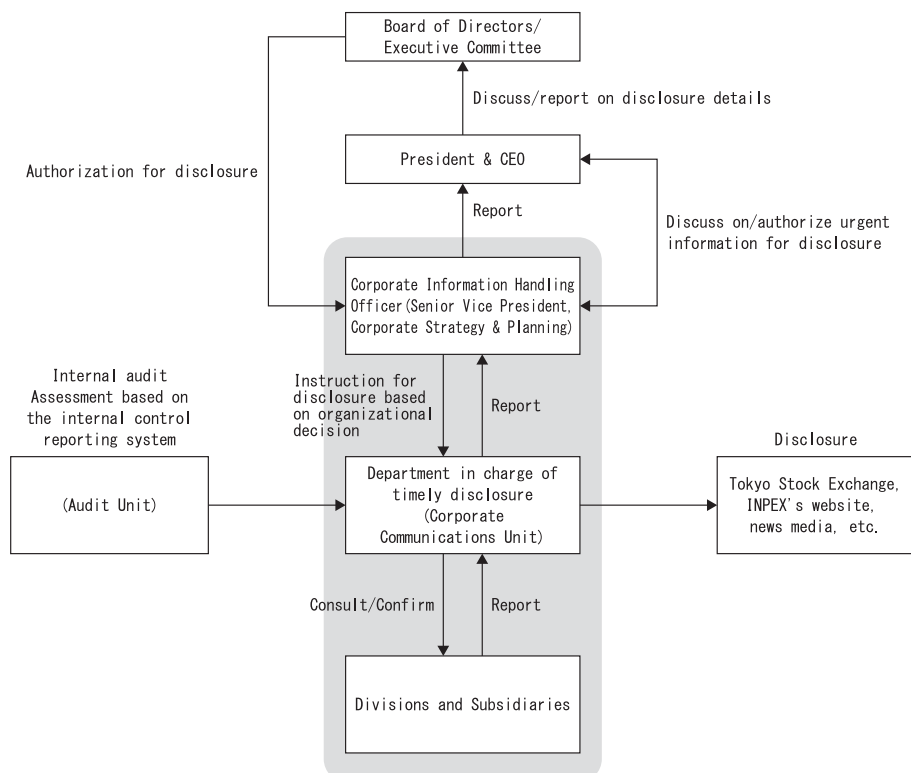 Board of Directors/
Executive Committee
Discuss/report on disclosure details
Authorization for disclosure
President & CEO
Report
Discuss on/authorize urgent
information for disclosure
Corporate Information Handling
Officer(Senior Vice President,
Corporate Strategy & Planning)
Internal audit
Assessment based on
the internal control
reporting system
Instruction for
disclosure based
on organizational
decision
Report
Disclosure
(Audit Unit)
Department in charge of
timely disclosure
(Corporate
Communications Unit)
Tokyo Stock Exchange,
INPEX's website,
news media, etc.
Consult/Confirm
Report
Divisions and Subsidiaries